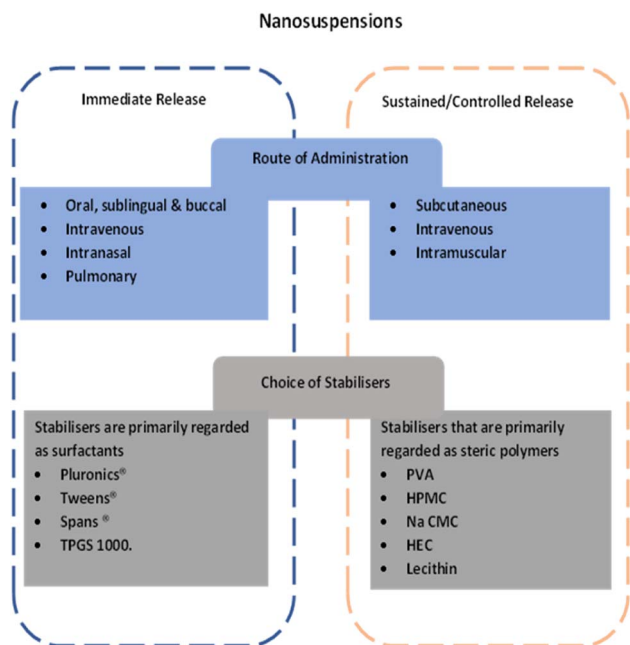 Nanosuspensions
Immediate Release
Sustained/Controlled Release
Route of Administration
• Oral, sublingual & buccal
• Intravenous
• Intranasal
• Pulmonary
• Subcutaneous
• Intravenous
• Intramuscular
Choice of Stabilisers
Stabilisers are primarily regarded
as surfactants
• Pluronics®
• Tweens®
• Spans ®
• TPGS 1000.
Stabilisers that are primarily
regarded as steric polymers
• PVA
• HPMC
• Na CMC
• HEC
• Lecithin